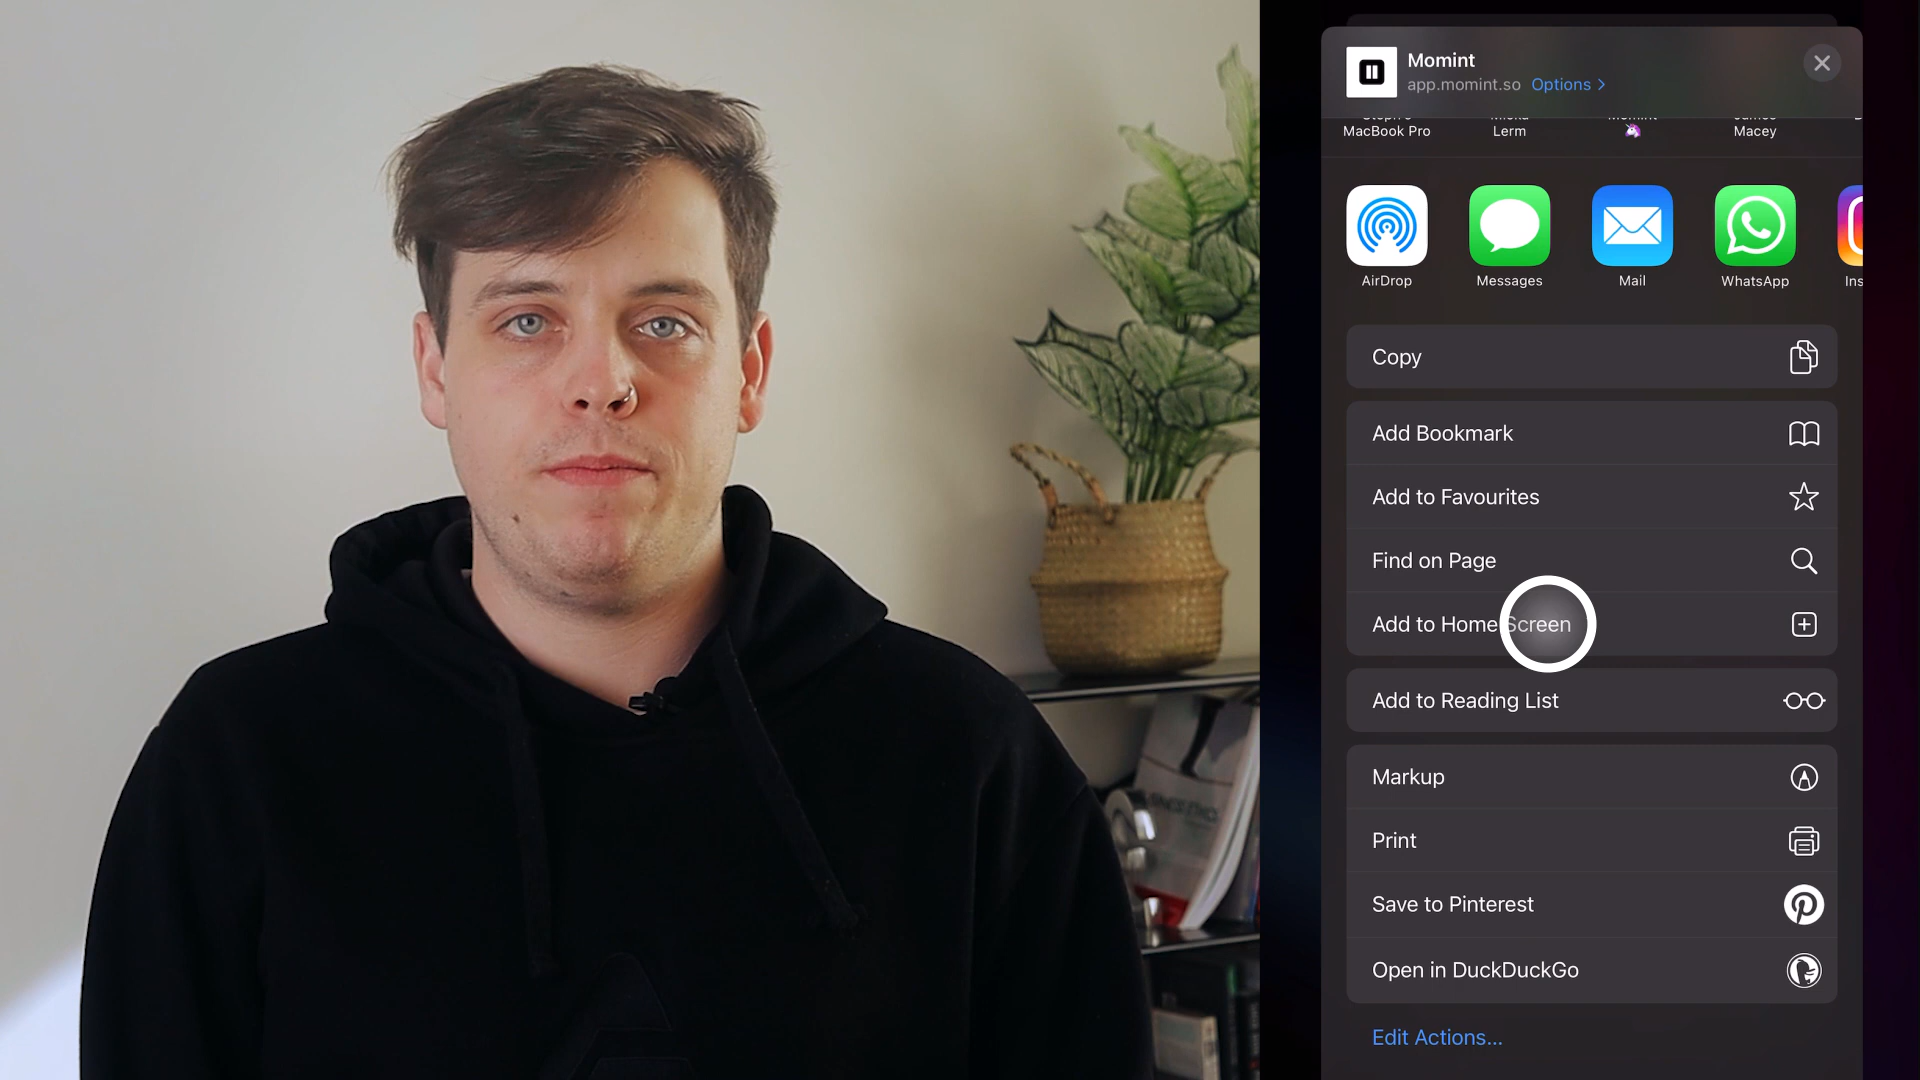 Momint
app.momint.so Options >
MacBook Pro
Lerm
Momint
Macey
AirDrop
Messages
Mail
WhatsApp
Copy
Add Bookmark
Add to Favourites
Find on Page
Add to Home Screen
Add to Reading List
Markup
Print
Save to Pinterest
Open in DuckDuckGo
Edit Actions...